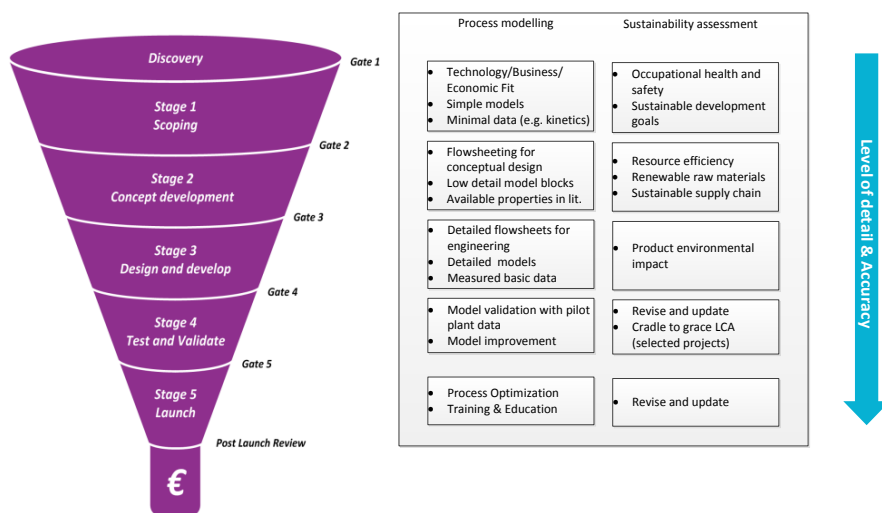 Discovery
Gate 1
Stage 1
Scoping
Gate 2
Stage 2
Concept development
Gate 3
Stage 3
Design and develop
Gate 4
Stage 4
Test and Validate
Gate 5
Stage 5
Launch
Post Launch Review
€
Process modelling
• Technology/Business/
Economic Fit
• Simple models
• Minimal data (e.g. kinetics)
• Flowsheeting for
conceptual design
• Low detail model blocks
• Available properties in lit.
• Detailed flowsheets for
engineering
• Detailed models
• Measured basic data
• Model validation with pilot
plant data
• Model improvement
• Process Optimization
• Training & Education
Sustainability assessment
• Occupational health and
safety
• Sustainable development
goals
• Resource efficiency
• Renewable raw materials
• Sustainable supply chain
• Product environmental
impact
• Revise and update
• Cradle to grace LCA
(selected projects)
• Revise and update
Level of detail & Accuracy